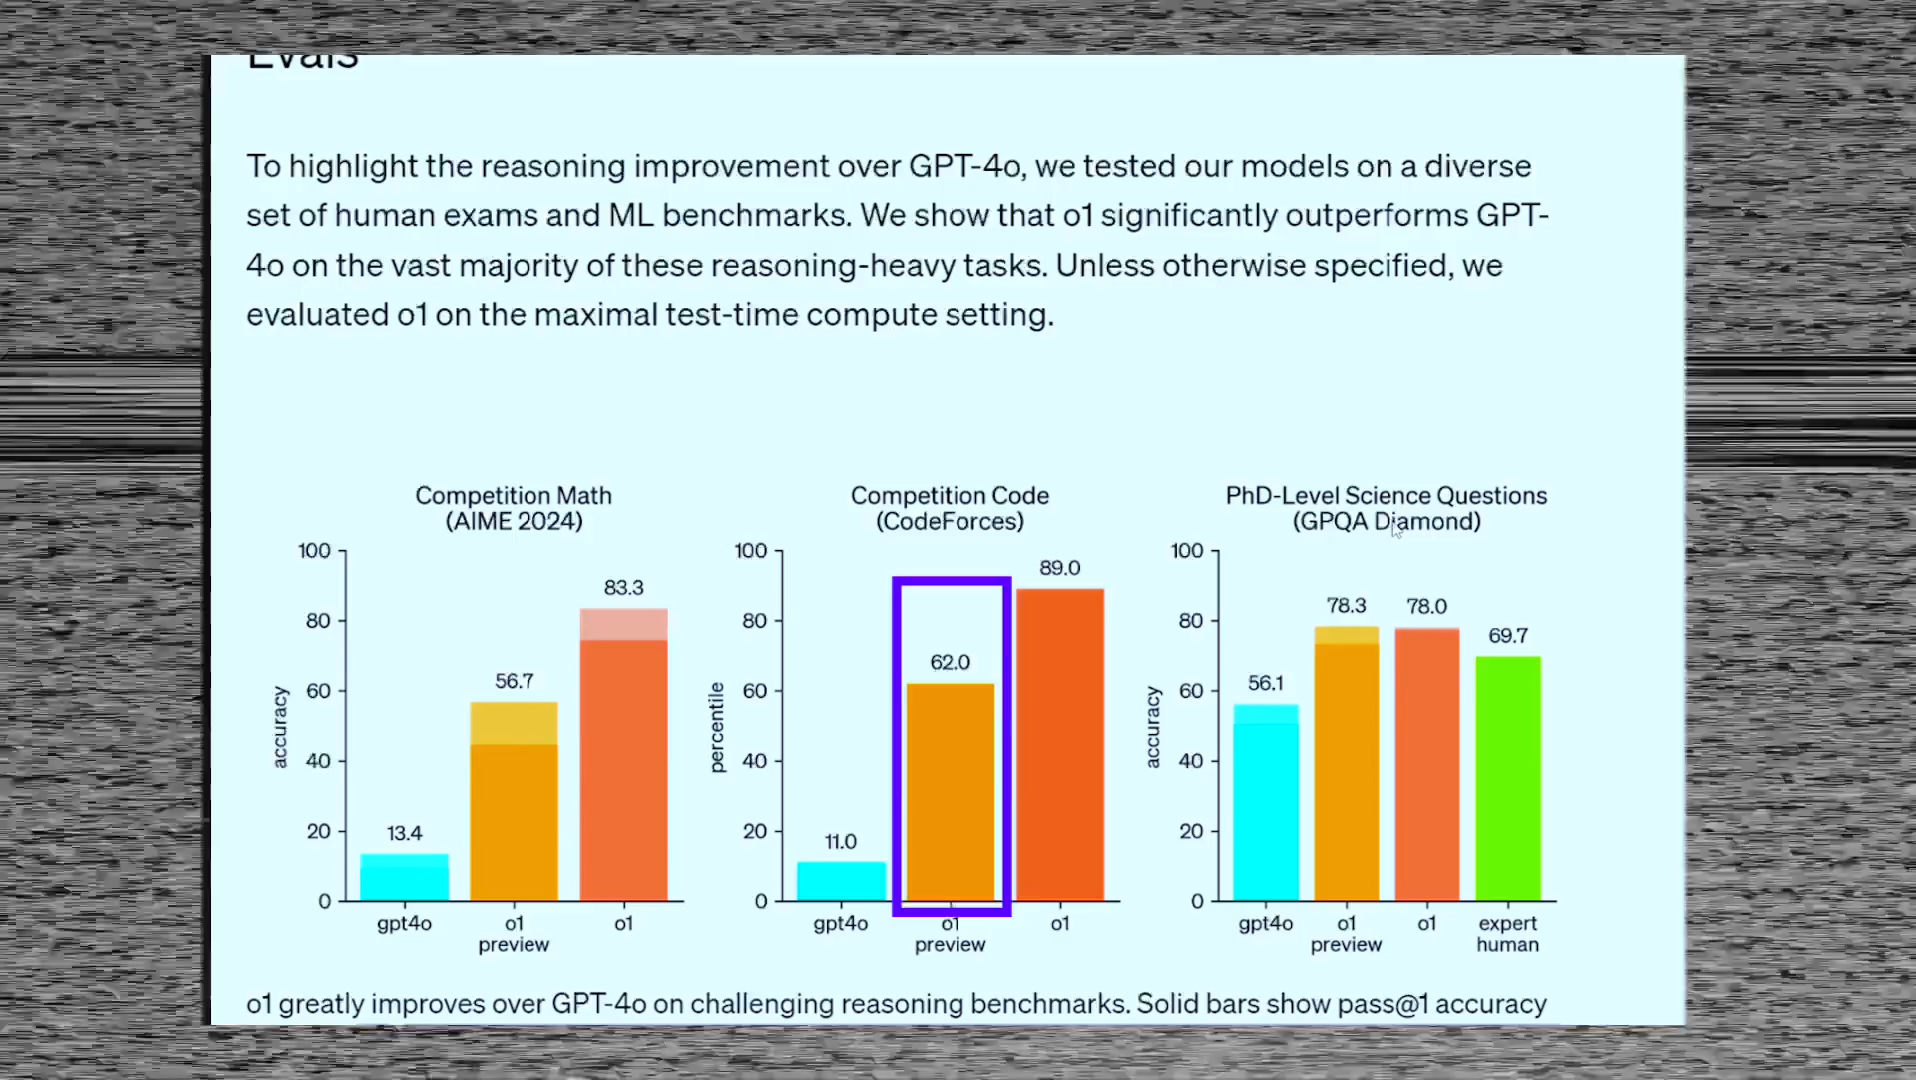 Evals
To highlight the reasoning improvement over GPT-4o, we tested our models on a diverse
set of human exams and ML benchmarks. We show that o1 significantly outperforms GPT-
4o on the vast majority of these reasoning-heavy tasks. Unless otherwise specified, we
evaluated o1 on the maximal test-time compute setting.
Competition Math
(AIME 2024)
100
80
60
40
20
0
accuracy
13.4
56.7
83.3
gpt4o
o1
preview
o1
Competition Code
(CodeForces)
100
80
60
40
20
0
percentile
11.0
62.0
89.0
gpt4o
o1
preview
o1
PhD-Level Science Questions
(GPQA Diamond)
100
80
60
40
20
0
accuracy
56.1
78.3
78.0
69.7
gpt4o
o1
preview
o1
expert
human
o1 greatly improves over GPT-4o on challenging reasoning benchmarks. Solid bars show pass@1 accuracy